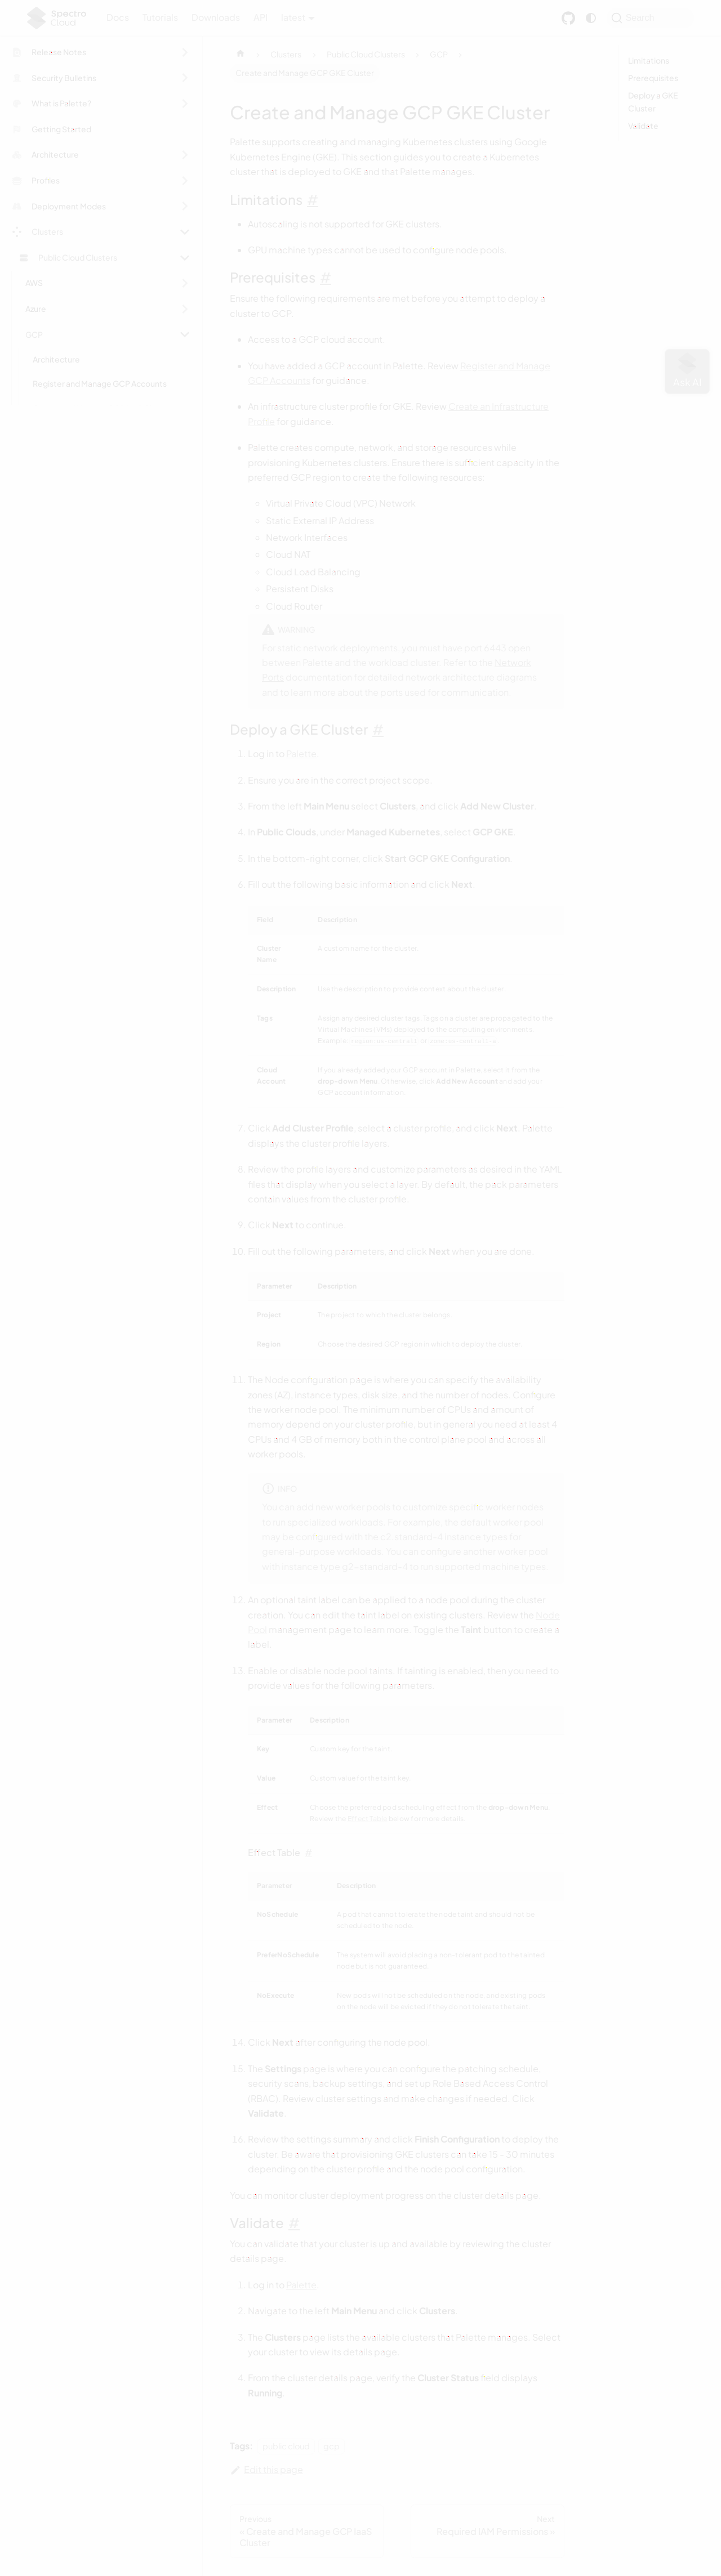 Spectro Cloud
Docs Tutorials Downloads API latest
Search
Release Notes
Security Bulletins
What is Palette?
Getting Started
Architecture
Profiles
Deployment Modes
Clusters
Public Cloud Clusters
AWS
Azure
GCP
Architecture
Register and Manage GCP Accounts
Clusters Public Cloud Clusters GCP
Create and Manage GCP GKE Cluster
Create and Manage GCP GKE Cluster
Palette supports creating and managing Kubernetes clusters using Google
Kubernetes Engine (GKE). This section guides you to create a Kubernetes
cluster that is deployed to GKE and that Palette manages.
Limitations #
Autoscaling is not supported for GKE clusters.
GPU machine types cannot be used to configure node pools.
Prerequisites #
Ensure the following requirements are met before you attempt to deploy a
cluster to GCP:
Access to a GCP cloud account.
You have added a GCP account in Palette. Review Register and Manage
GCP Accounts for guidance.
An infrastructure cluster profile for GKE. Review Create an Infrastructure
Profile for guidance.
Palette creates compute, network, and storage resources while
provisioning Kubernetes clusters. Ensure there is sufficient capacity in the
preferred GCP region to create the following resources:
Virtual Private Cloud (VPC) Network
Static External IP Address
Network Interfaces
Cloud NAT
Cloud Load Balancing
Persistent Disks
Cloud Router
WARNING
For static network deployments, you must have port 6443 open
between Palette and the workload cluster. Refer to the Network
Ports documentation for detailed network architecture diagrams
and to learn more about the ports used for communication.
Deploy a GKE Cluster #
1. Log in to Palette.
2. Ensure you are in the correct project scope.
3. From the left Main Menu select Clusters, and click Add New Cluster.
4. In Public Clouds, under Managed Kubernetes, select GCP GKE.
5. In the bottom-right corner, click Start GCP GKE Configuration.
6. Fill out the following basic information and click Next.
Field Description
Cluster Name A custom name for the cluster.
Description Use the description to provide context about the cluster.
Tags Assign any desired cluster tags. Tags on a cluster are propagated to the
Virtual Machines (VMs) deployed to the computing environments.
Example: region:us-central1 or zone:us-central1-a
Cloud Account If you already added your GCP account in Palette, select it from the
drop-down Menu. Otherwise, click Add New Account and add your
GCP account information.
7. Click Add Cluster Profile, select a cluster profile, and click Next. Palette
displays the cluster profile layers.
8. Review the profile layers and customize parameters as desired in the YAML
files that display when you select a layer. By default, the pack parameters
contain values from the cluster profile.
9. Click Next to continue.
10. Fill out the following parameters, and click Next when you are done.
Parameter Description
Project The project to which the cluster belongs.
Region Choose the desired GCP region in which to deploy the cluster.
11. The Node configuration page is where you can specify the availability
zones (AZ), instance types, disk size, and the number of nodes. Configure
the worker node pool. The minimum number of CPUs and amount of
memory depend on your cluster profile, but in general you need at least 4
CPUs and 4 GB of memory both in the control plane pool and across all
worker pools.
INFO
You can add new worker pools to customize specific worker nodes
to run specialized workloads. For example, the default worker pool
may be configured with the c2.standard-4 instance types for
general-purpose workloads. You can configure another worker pool
with instance type g2-standard-4 to run supported machine types.
12. An optional taint label can be applied to a node pool during the cluster
creation. You can edit the taint label on existing clusters. Review the Node
Pool management page to learn more. Toggle the Taint button to create a
label.
13. Enable or disable node pool taints. If tainting is enabled, then you need to
provide values for the following parameters.
Parameter Description
Key Custom key for the taint.
Value Custom value for the taint key.
Effect Choose the preferred pod scheduling effect from the drop-down Menu.
Review the Effect Table below for more details.
Effect Table #
Parameter Description
NoSchedule A pod that cannot tolerate the node taint and should not be
scheduled to the node.
PreferNoSchedule The system will avoid placing a non-tolerant pod to the tainted
node but is not guaranteed.
NoExecute New pods will not be scheduled on the node, and existing pods
on the node will be evicted if they do not tolerate the taint.
14. Click Next after configuring the node pool.
15. The Settings page is where you can configure the patching schedule,
security scans, backup settings, and set up Role Based Access Control
(RBAC). Review cluster settings and make changes if needed. Click
Validate.
16. Review the settings summary and click Finish Configuration to deploy the
cluster. Be aware that provisioning GKE clusters can take 15 - 30 minutes
depending on the cluster profile and the node pool configuration.
You can monitor cluster deployment progress on the cluster details page.
Validate #
You can validate that your cluster is up and available by reviewing the cluster
details page.
1. Log in to Palette.
2. Navigate to the left Main Menu and click Clusters.
3. The Clusters page lists the available clusters that Palette manages. Select
your cluster to view its details page.
4. From the cluster details page, verify the Cluster Status field displays
Running.
Tags: public cloud gcp
Edit this page
Previous
« Create and Manage GCP IaaS
Cluster
Next
Required IAM Permissions »
Limitations
Prerequisites
Deploy a GKE
Cluster
Validate
Ask AI